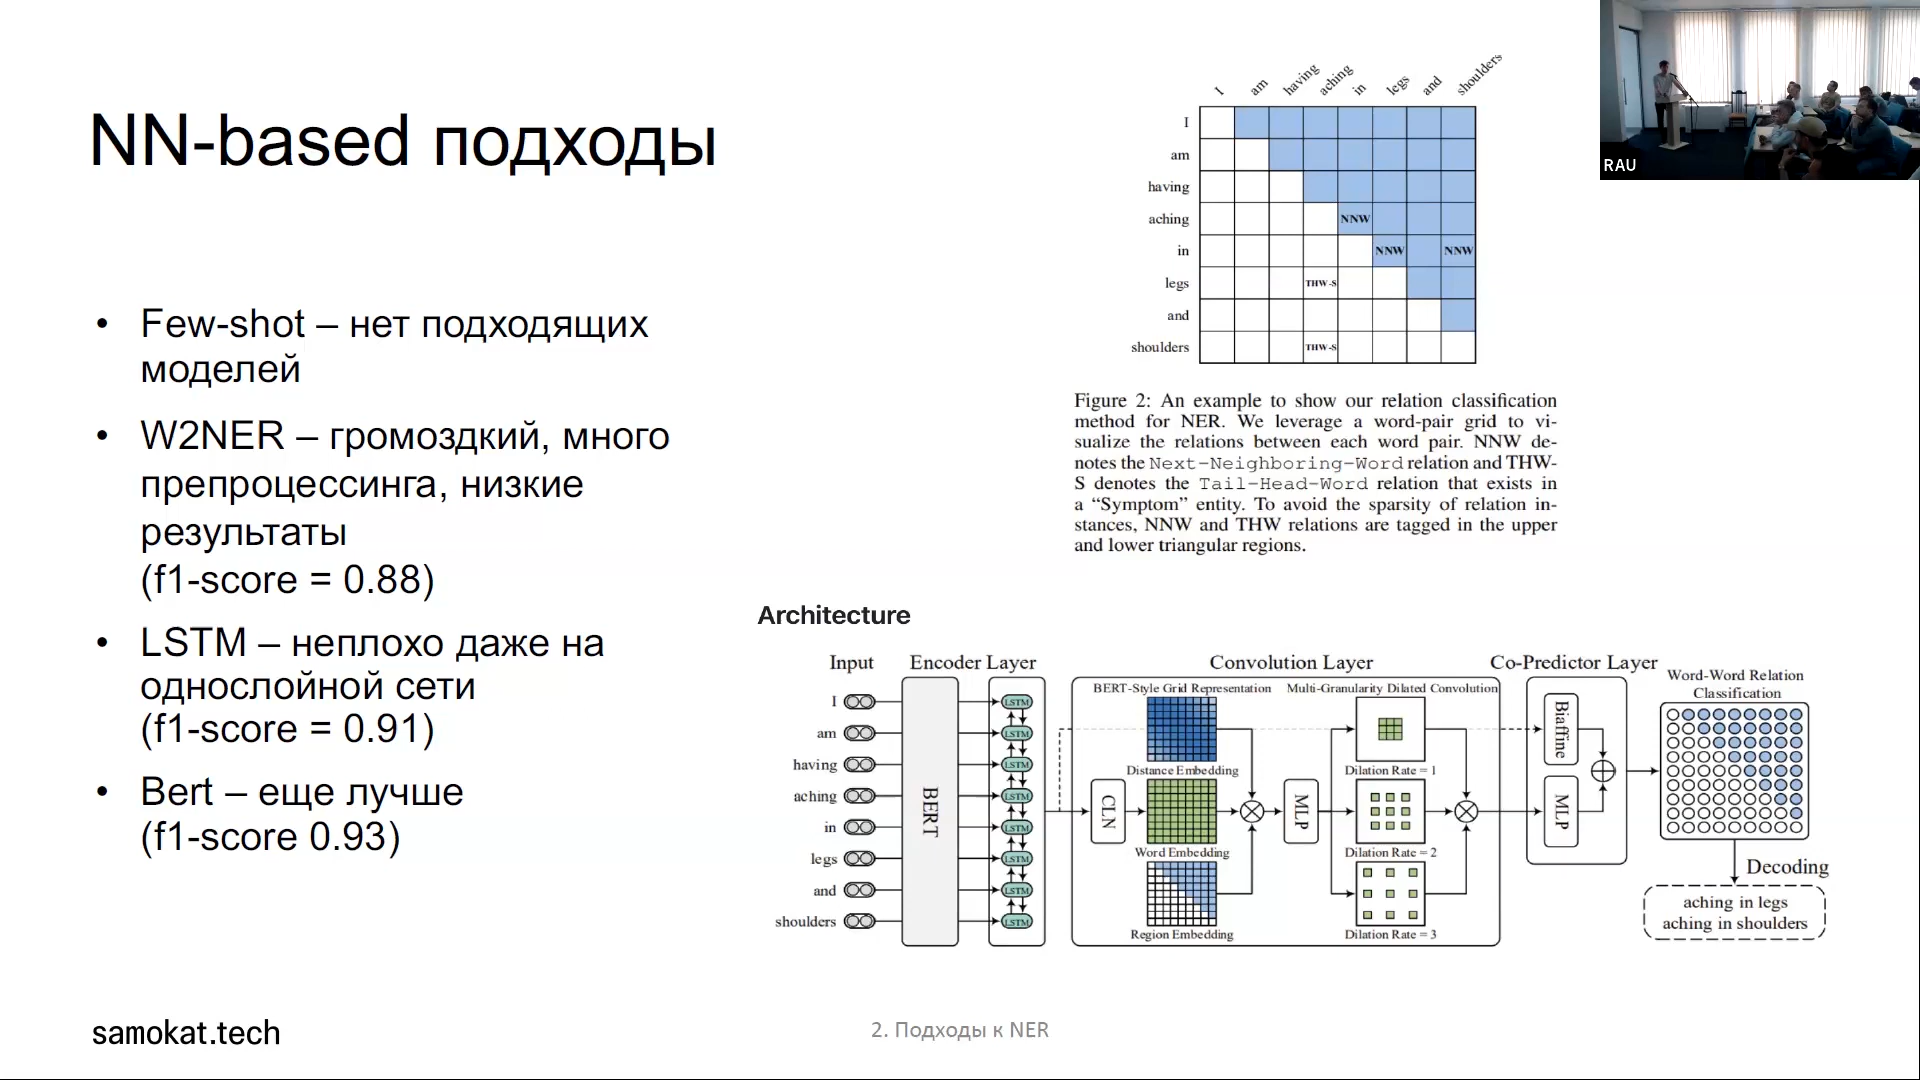 NN-based подходы
• Few-shot – нет подходящих
моделей
• W2NER – громоздкий, много
препроцессинга, низкие
результаты
(f1-score = 0.88)
• LSTM – неплохо даже на
однослойной сети
(f1-score = 0.91)
• Bert – еще лучше
(f1-score 0.93)
I am having aching in legs and shoulders
I
am
having
aching NNW
in NNW NNW
legs THW-S
and
shoulders THW-S
Figure 2: An example to show our relation classification
method for NER. We leverage a word-pair grid to vi-
sualize the relations between each word pair. NNW de-
notes the Next-Neighboring-Word relation and THW-
S denotes the Tail-Head-Word relation that exists in
a “Symptom” entity. To avoid the sparsity of relation in-
stances, NNW and THW relations are tagged in the upper
and lower triangular regions.
RAU
Architecture
Input Encoder Layer Convolution Layer Co-Predictor Layer
Word-Word Relation
Classification
BERT-Style Grid Representation Multi-Granularity Dilated Convolution
I LSTM
am LSTM
having LSTM
aching LSTM
in LSTM
legs LSTM
and LSTM
shoulders LSTM
BERT
CLN
Distance Embedding
Word Embedding
Region Embedding
MLP
Dilation Rate = 1
Dilation Rate = 2
Dilation Rate = 3
Biaffine
MLP
Decoding
aching in legs
aching in shoulders
samokat.tech
2. Подходы к NER